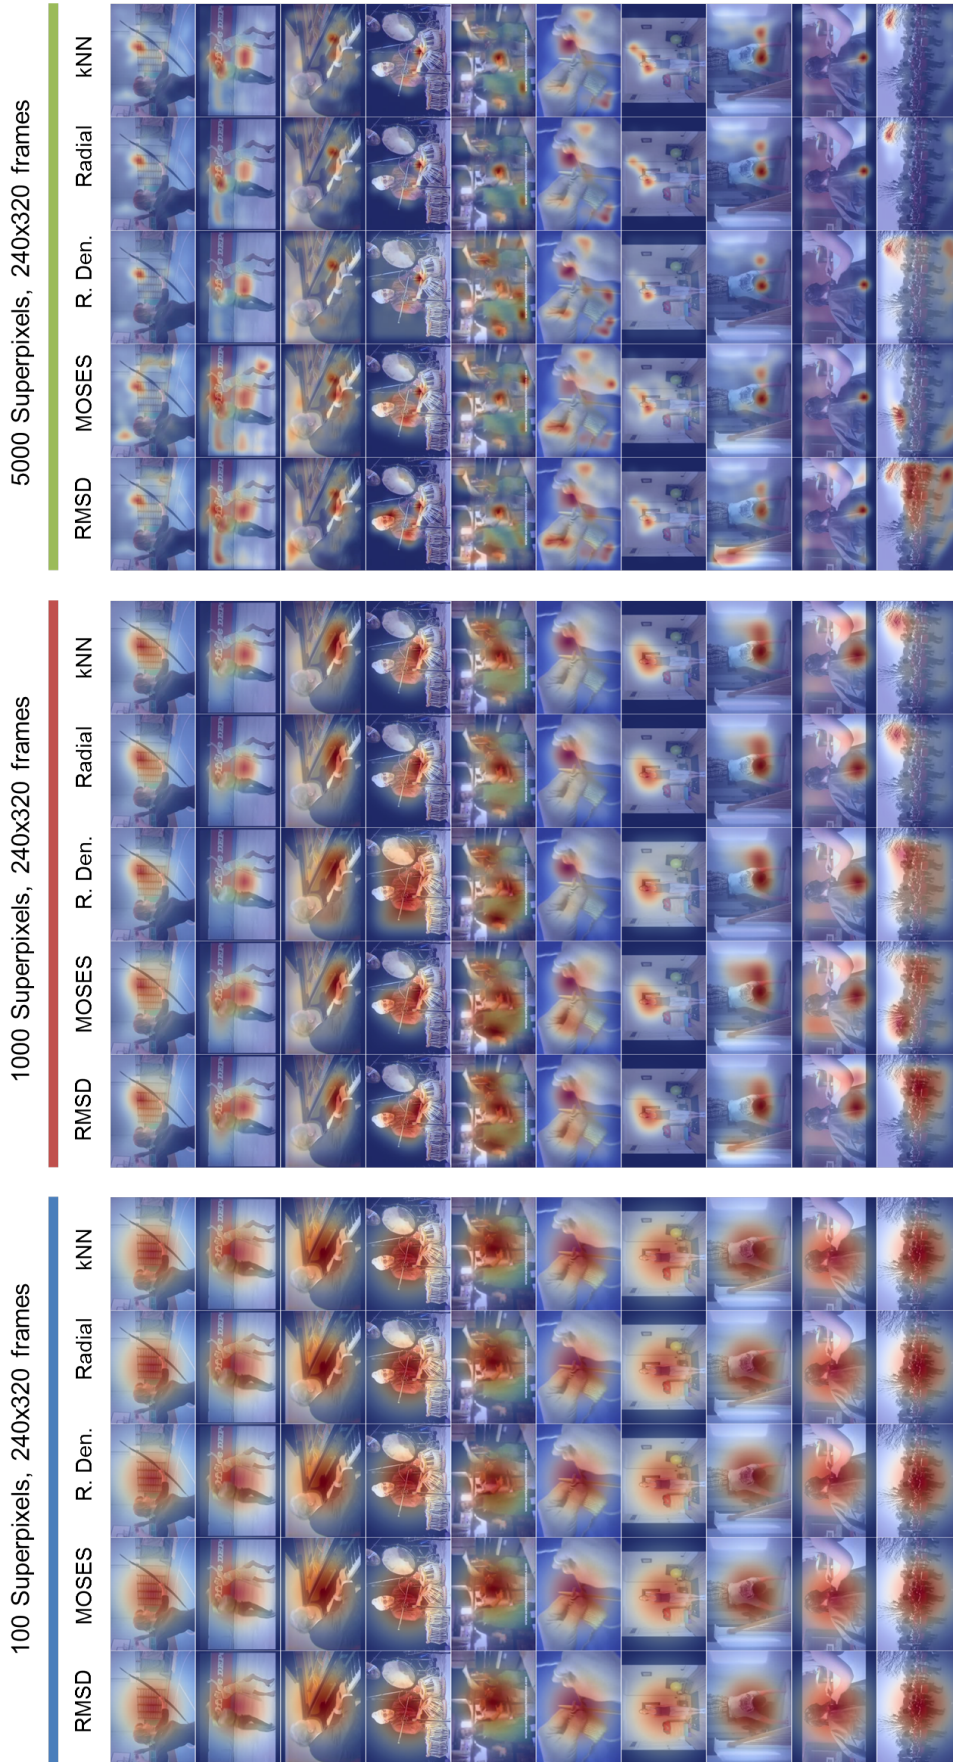 100 Superpixels, 240x320 frames
1000 Superpixels, 240x320 frames
5000 Superpixels, 240x320 frames
RMSD
MOSES
R. Den.
Radial
kNN
RMSD
MOSES
R. Den.
Radial
kNN
RMSD
MOSES
R. Den.
Radial
kNN